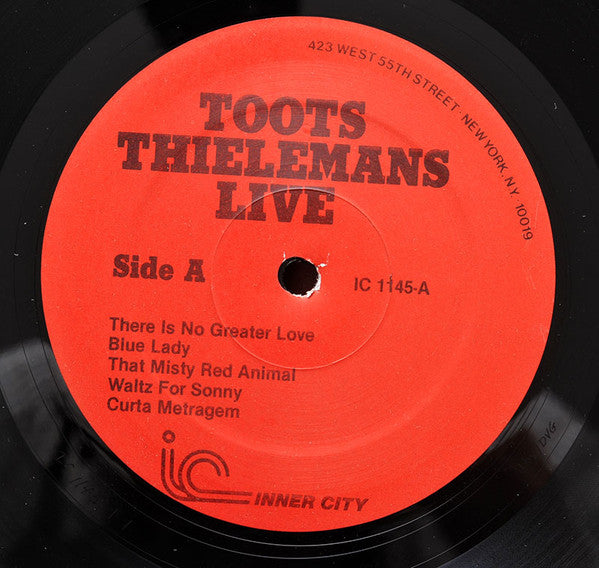 423 WEST 55TH STREET · NEW YORK, N.Y. 10019
TOOTS
THIELEMANS
LIVE
Side A
IC 1145-A
There Is No Greater Love
Blue Lady
That Misty Red Animal
Waltz For Sonny
Curta Metragem
ic
INNER CITY